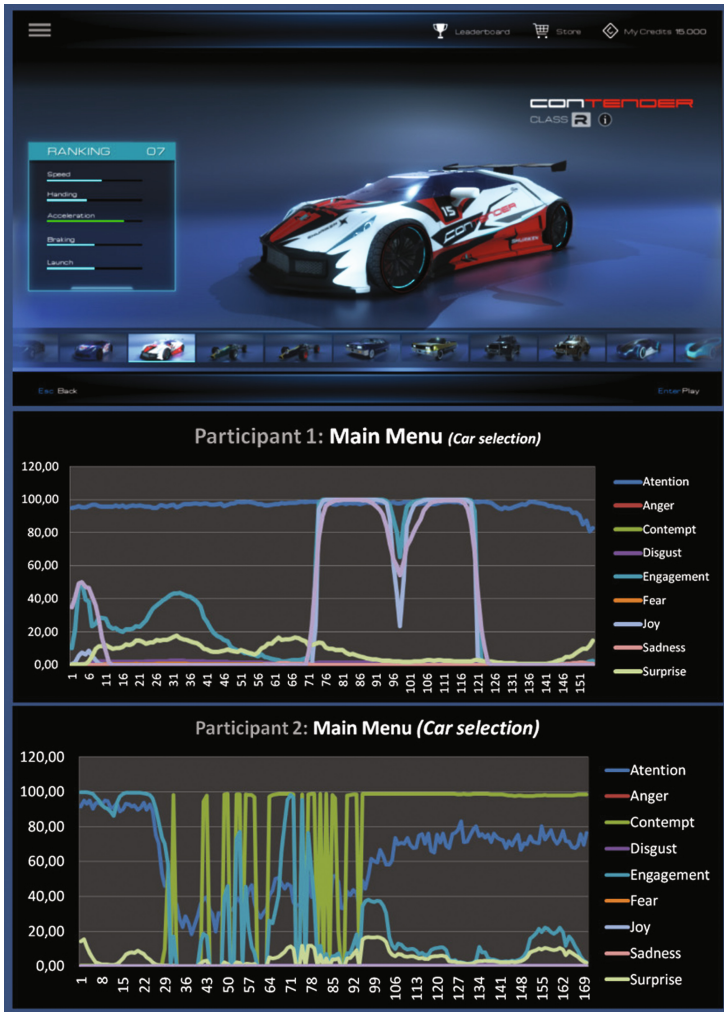 Leaderboard Store My Credits 15.000
CONTENDER
CLASS R i
RANKING 07
Speed
Handing
Acceleration
Braking
Launch
15
CONTENDER
Esc Back Enter Play
Participant 1: Main Menu (Car selection)
120,00
100,00
80,00
60,00
40,00
20,00
0,00
1 6 11 16 21 26 31 36 41 46 51 56 61 66 71 76 81 86 91 96 101 106 111 116 121 126 131 136 141 146 151
Atention
Anger
Contempt
Disgust
Engagement
Fear
Joy
Sadness
Surprise
Participant 2: Main Menu (Car selection)
120,00
100,00
80,00
60,00
40,00
20,00
0,00
1 8 15 22 29 36 43 50 57 64 71 78 85 92 99 106 113 120 127 134 141 148 155 162 169
Atention
Anger
Contempt
Disgust
Engagement
Fear
Joy
Sadness
Surprise